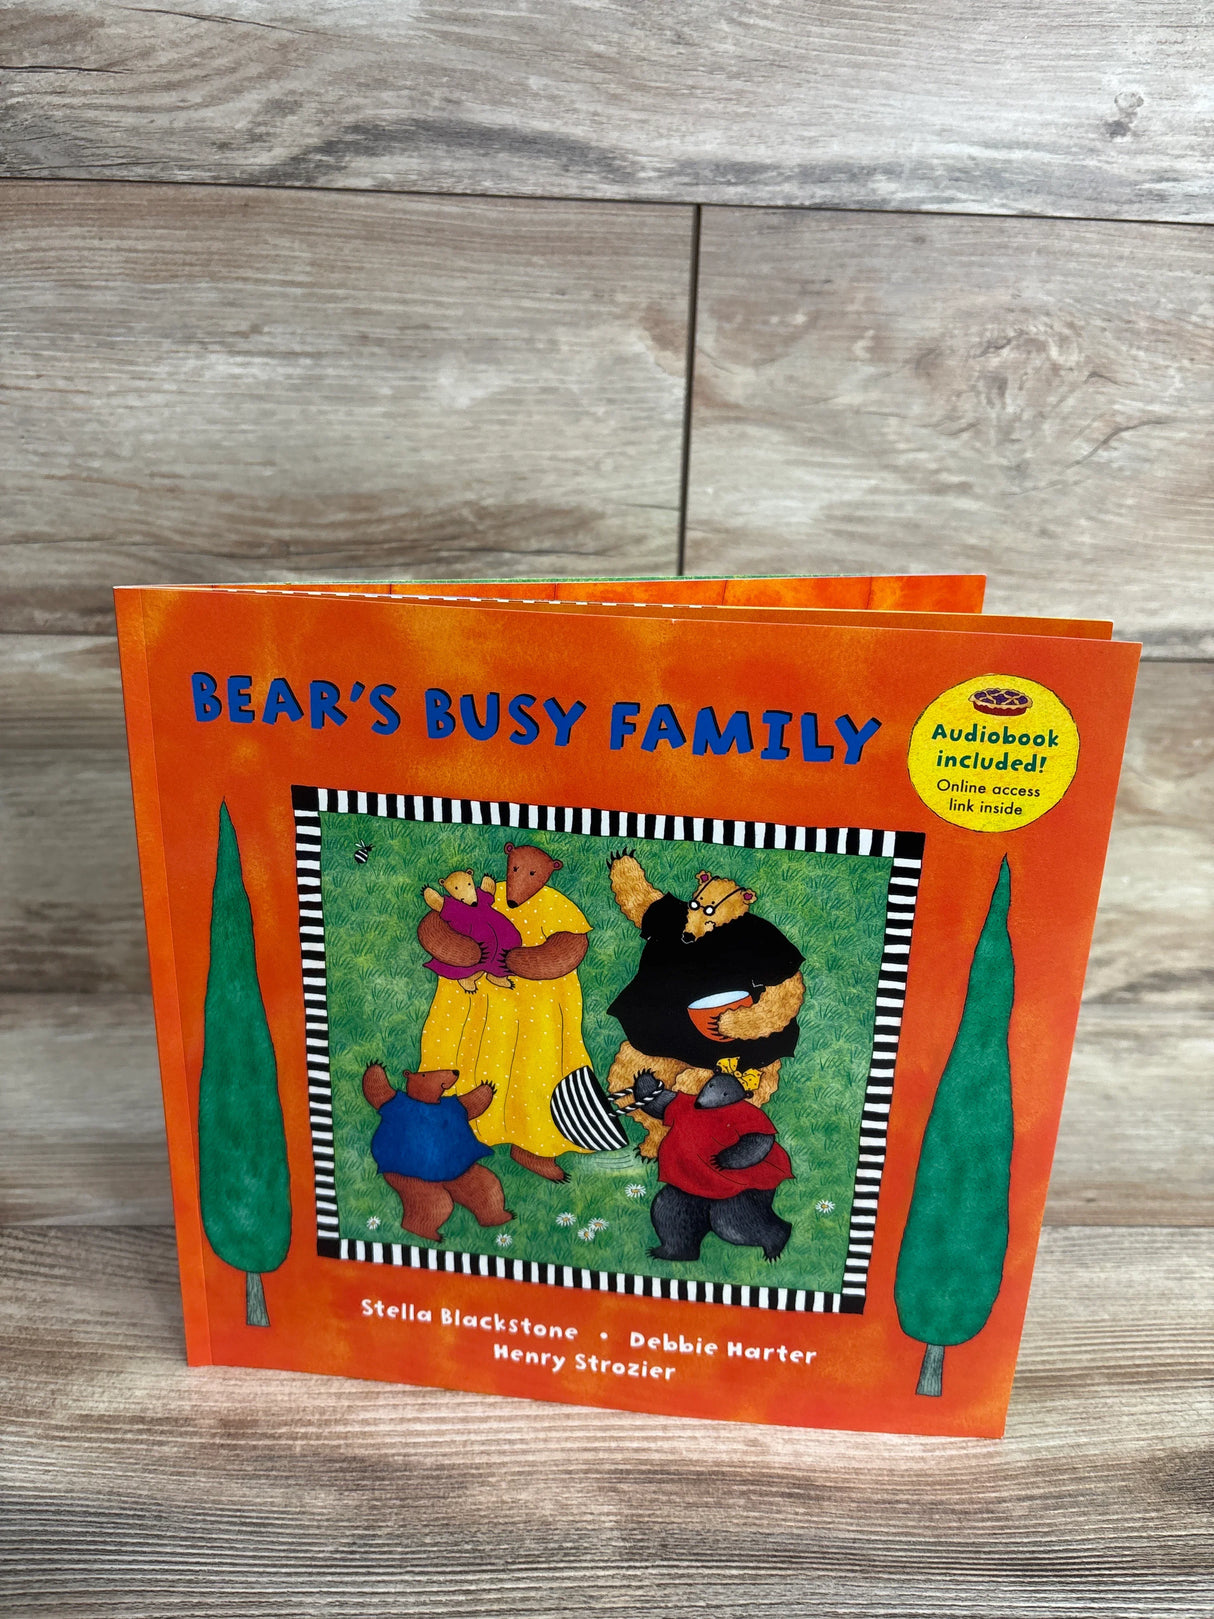 BEAR'S BUSY FAMILY
Audiobook
included!
Online access
link inside
Stella Blackstone • Debbie Harter
Henry Strozier